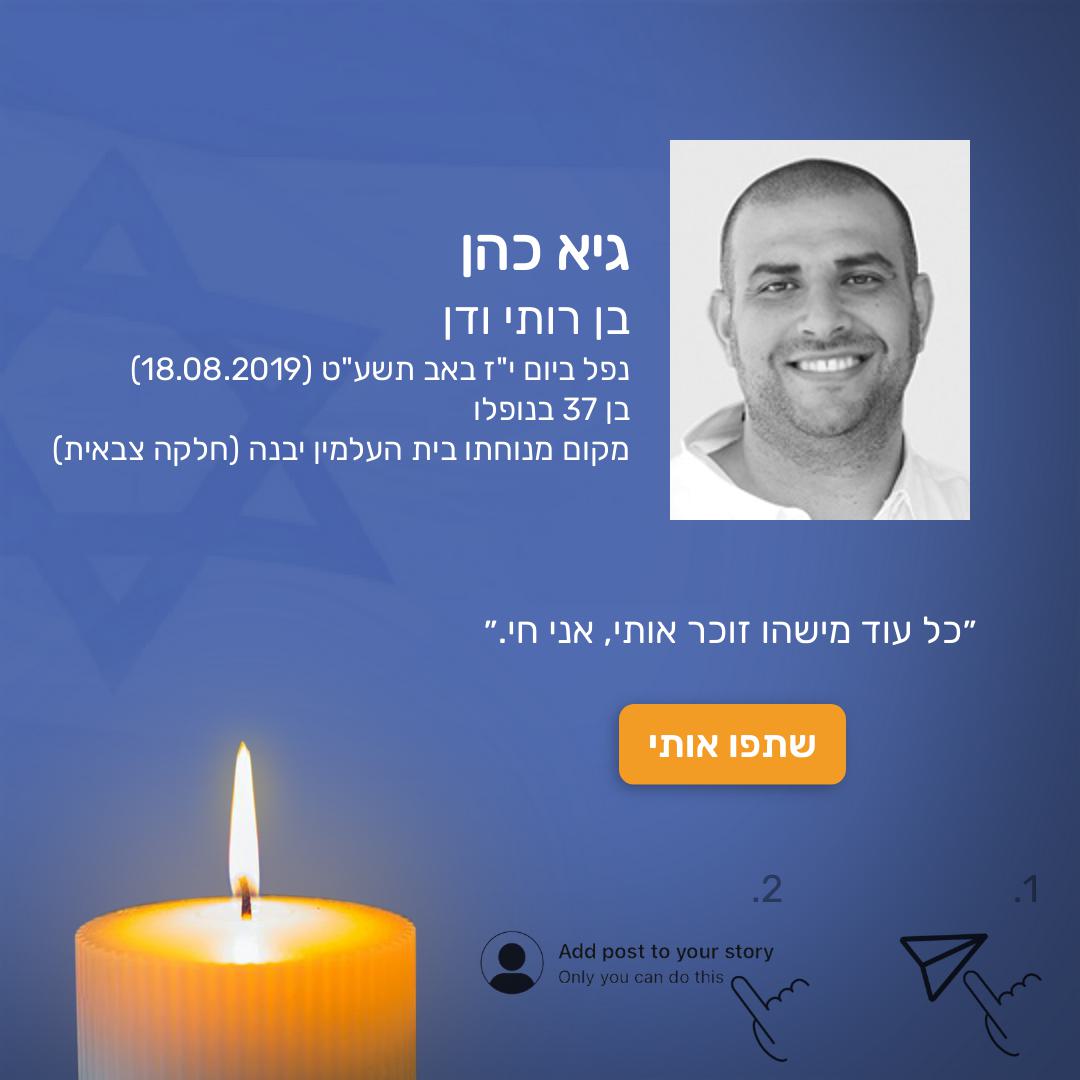 גיא כהן
בן רותי ודן
נפל ביום י"ז באב תשע"ט (18.08.2019)
בן 37 בנופלו
מקום מנוחתו בית העלמין יבנה (חלקה צבאית)
״כל עוד מישהו זוכר אותי, אני חי.״
שתפו אותי
.1
.2
Add post to your story
Only you can do this